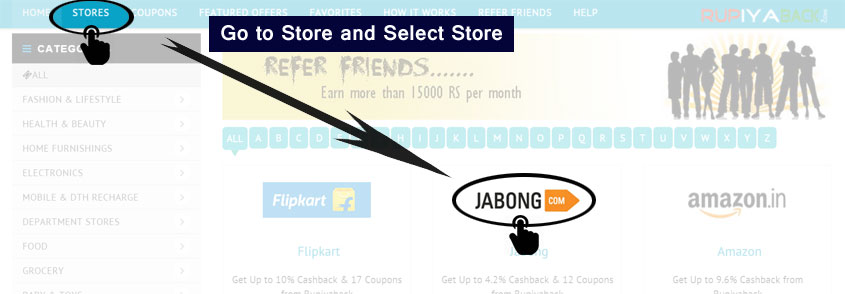 HOME STORES COUPONS FEATURED OFFERS FAVORITES HOW IT WORKS REFER FRIENDS HELP
RUPIYABACK.com
Go to Store and Select Store
CATEGO
ALL
FASHION & LIFESTYLE
HEALTH & BEAUTY
HOME FURNISHINGS
ELECTRONICS
MOBILE & DTH RECHARGE
DEPARTMENT STORES
FOOD
GROCERY
REFER FRIENDS.......
Earn more than 15000 RS per month
ALL A B C D H I J K L M N O P Q R S T U V W X Y Z
Flipkart
JABONG COM
amazon.in
Flipkart
Jabong
Amazon
Get Up to 10% Cashback & 17 Coupons
from Rupiyaback
Get Up to 4.2% Cashback & 12 Coupons
from Rupiyaback
Get Up to 9.6% Cashback from
Rupiyaback